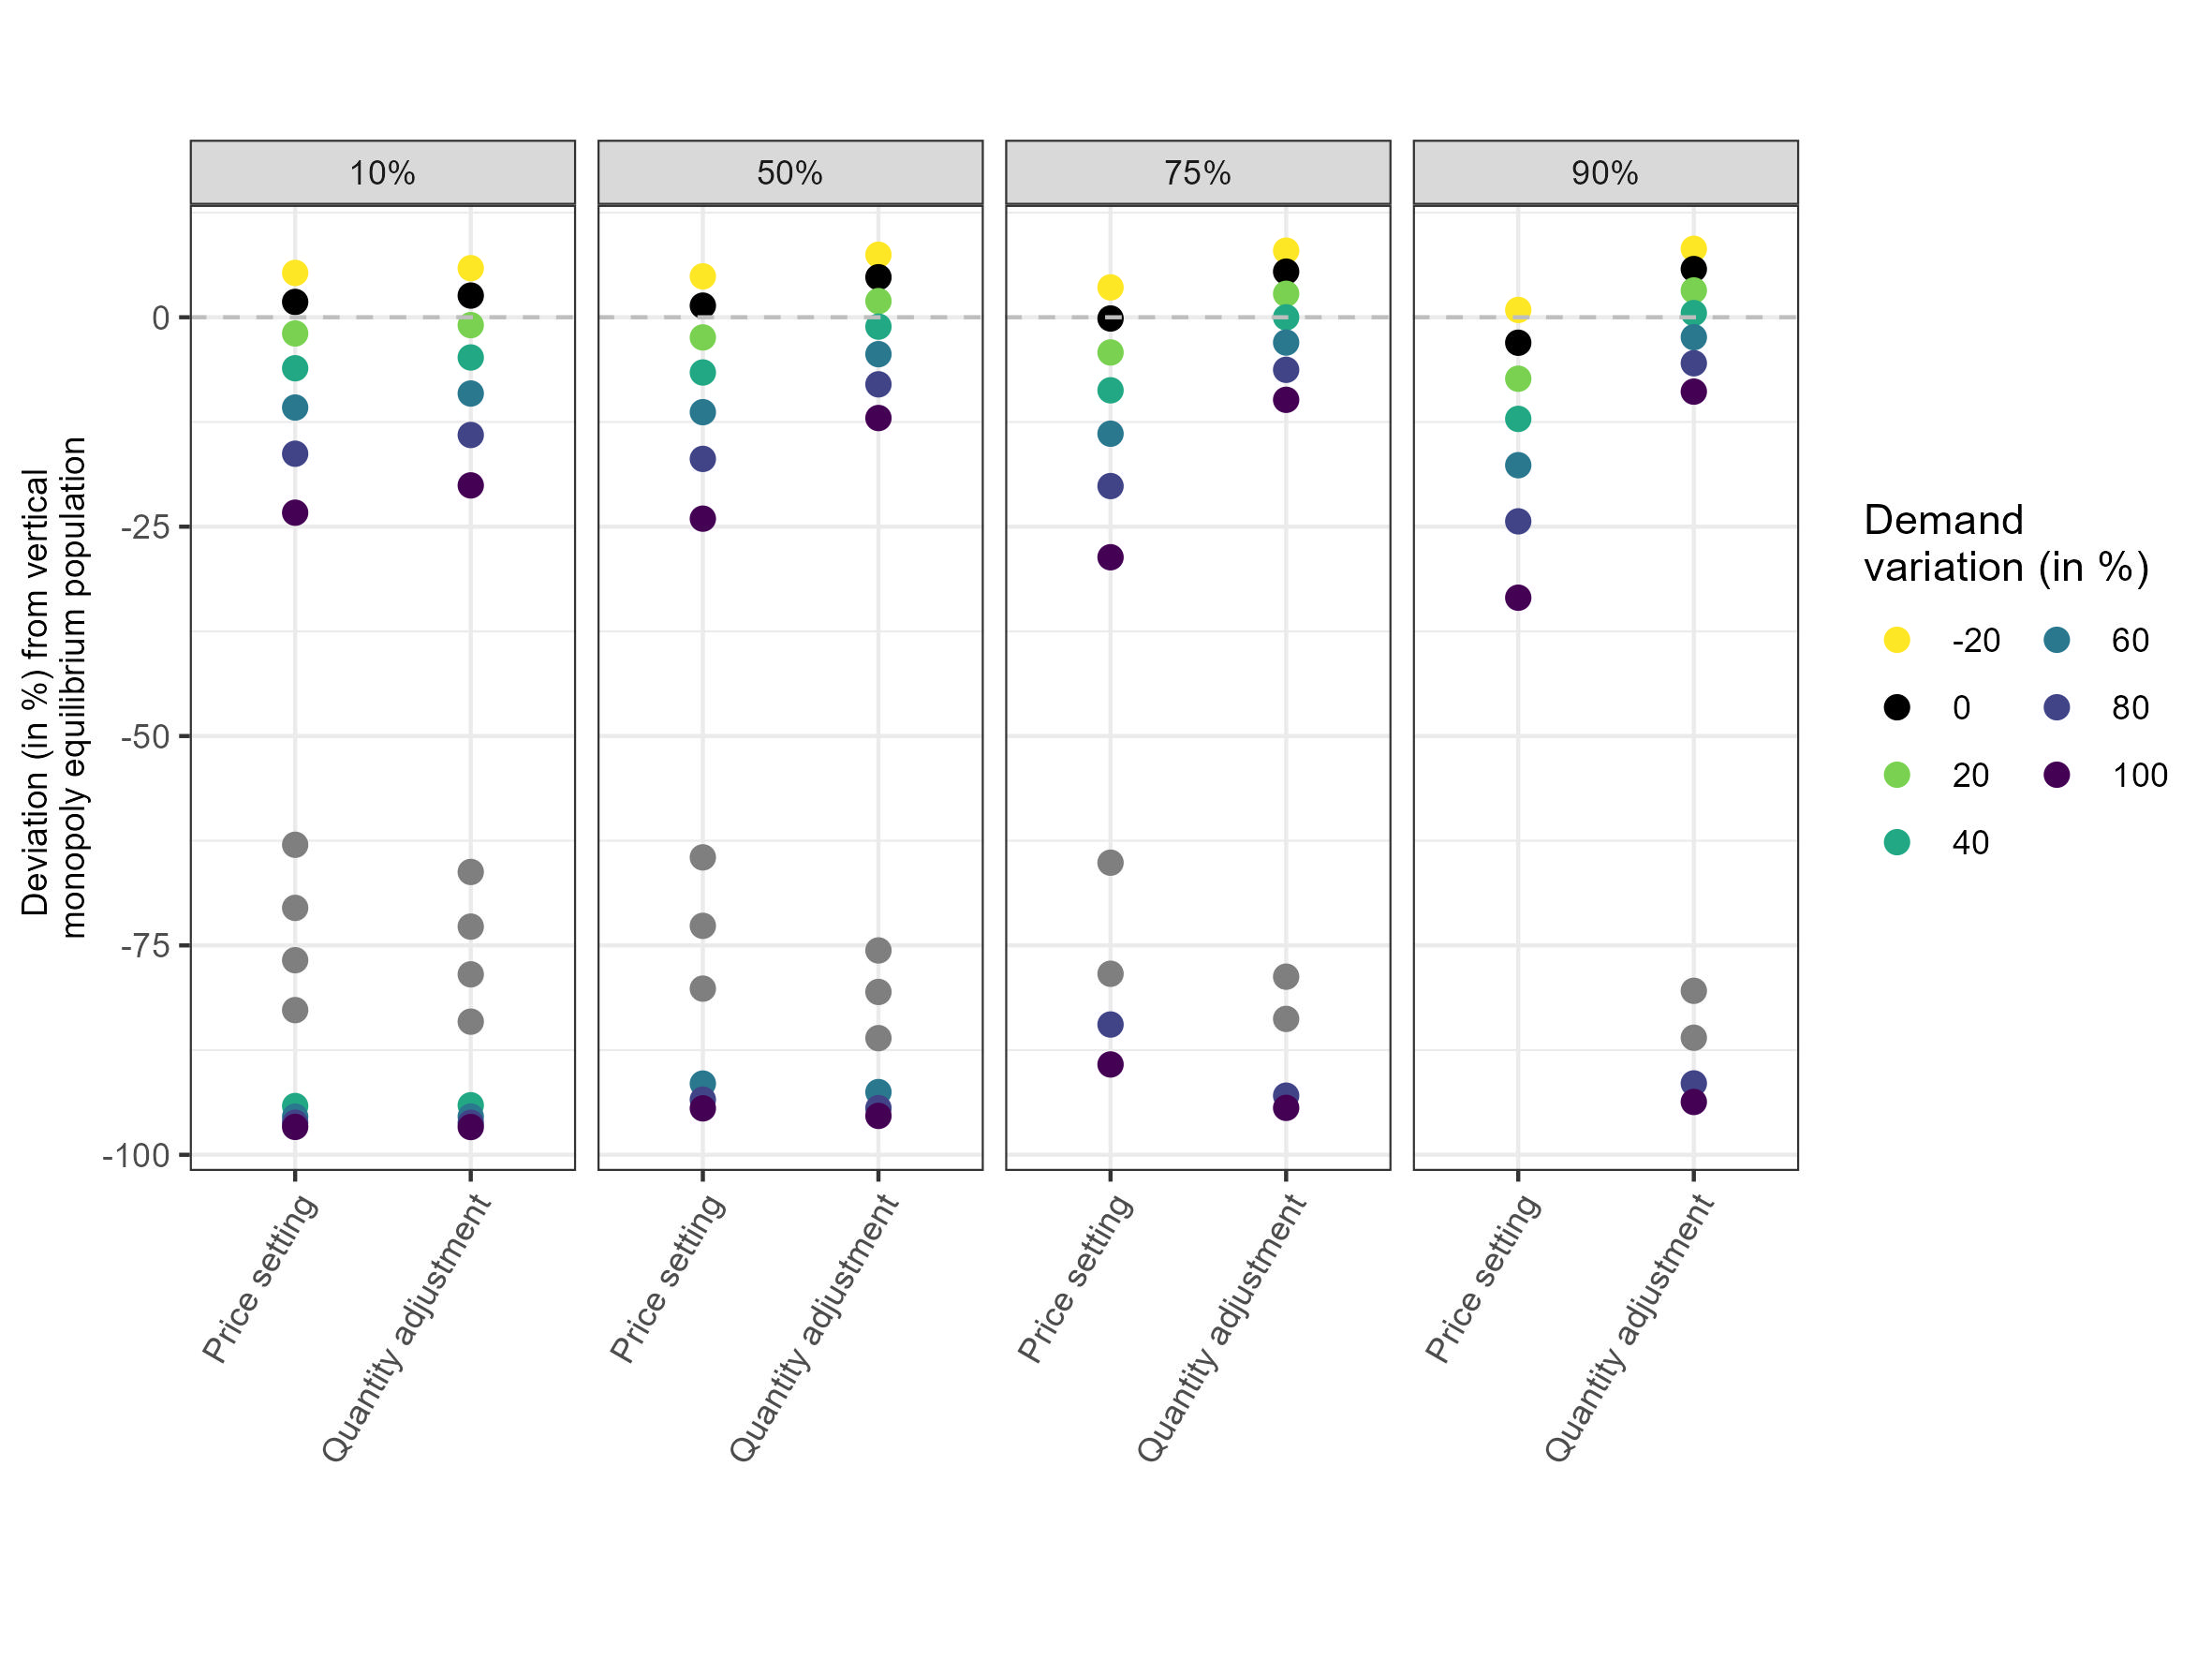 10%
50%
75%
90%
Deviation (in %) from vertical
monopoly equilibrium population
0
-25
-50
-75
-100
Price setting
Quantity adjustment
Price setting
Quantity adjustment
Price setting
Quantity adjustment
Price setting
Quantity adjustment
Demand
variation (in %)
-20
0
20
40
60
80
100